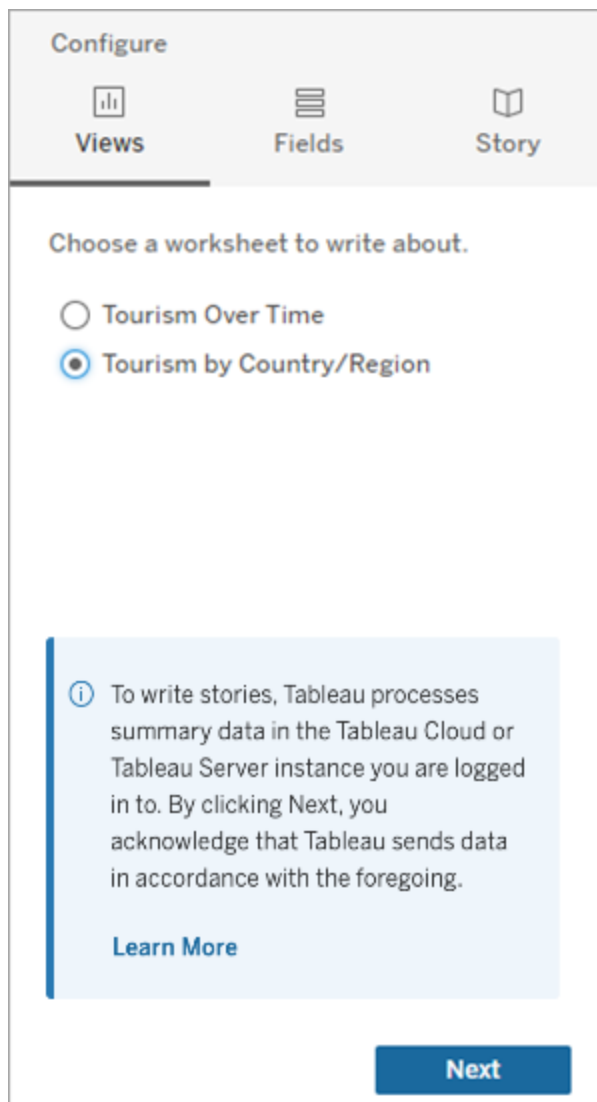 Configure
Views Fields Story
Choose a worksheet to write about.
Tourism Over Time
Tourism by Country/Region
To write stories, Tableau processes
summary data in the Tableau Cloud or
Tableau Server instance you are logged
in to. By clicking Next, you
acknowledge that Tableau sends data
in accordance with the foregoing.
Learn More
Next